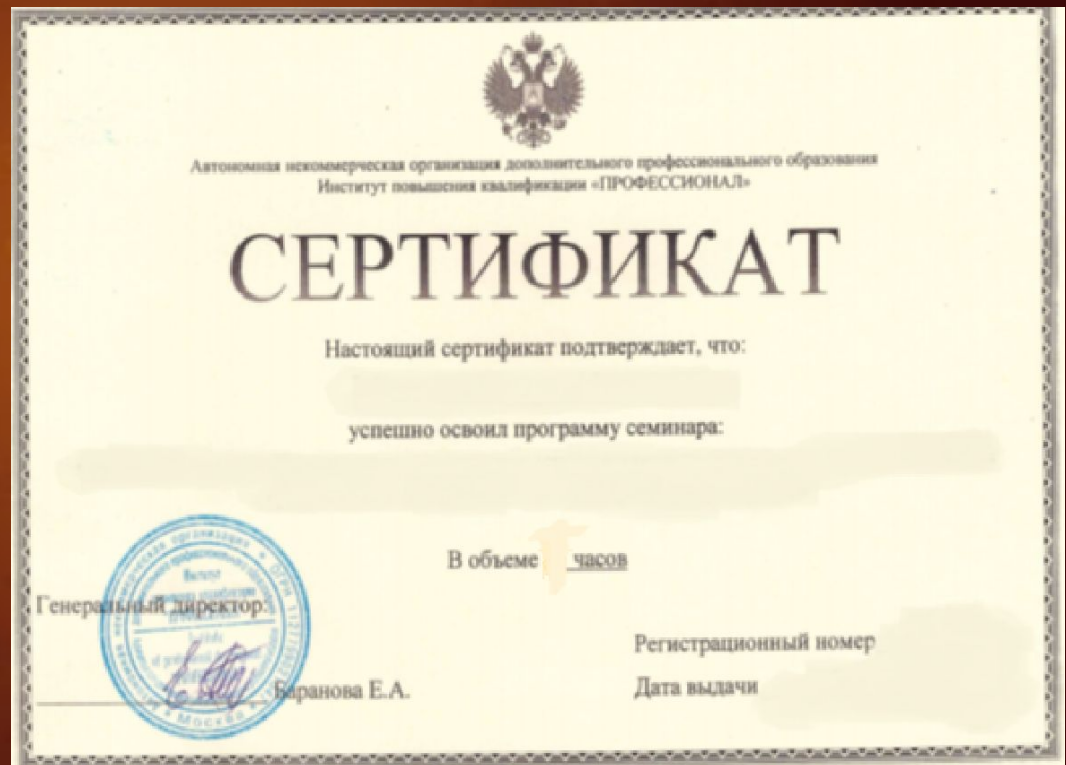 Автономная некоммерческая организация дополнительного профессионального образования
Институт повышения квалификации «ПРОФЕССИОНАЛ»
СЕРТИФИКАТ
Настоящий сертификат подтверждает, что:
успешно освоил программу семинара:
В объеме часов
Генеральный директор:
Баранова Е.А.
Регистрационный номер
Дата выдачи
Москва